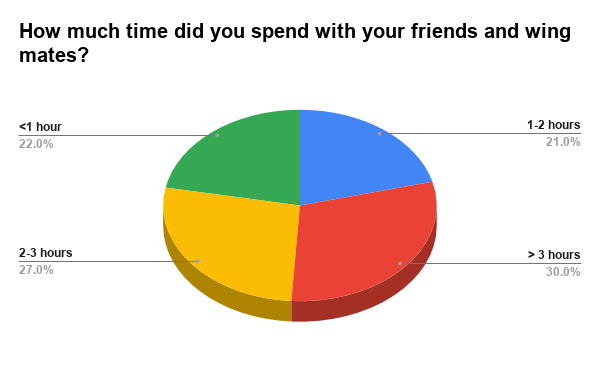 How much time did you spend with your friends and wing
mates?
<1 hour
22.0%
1-2 hours
21.0%
2-3 hours
27.0%
> 3 hours
30.0%